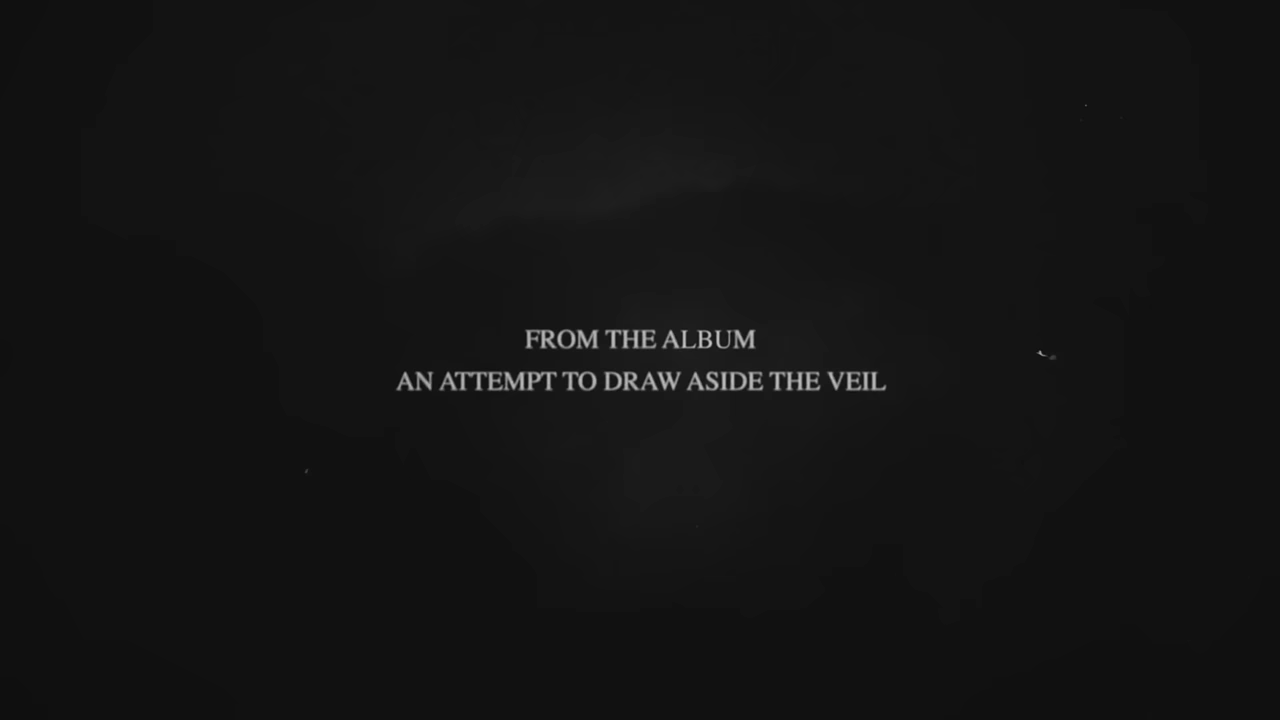 FROM THE ALBUM
AN ATTEMPT TO DRAW ASIDE THE VEIL